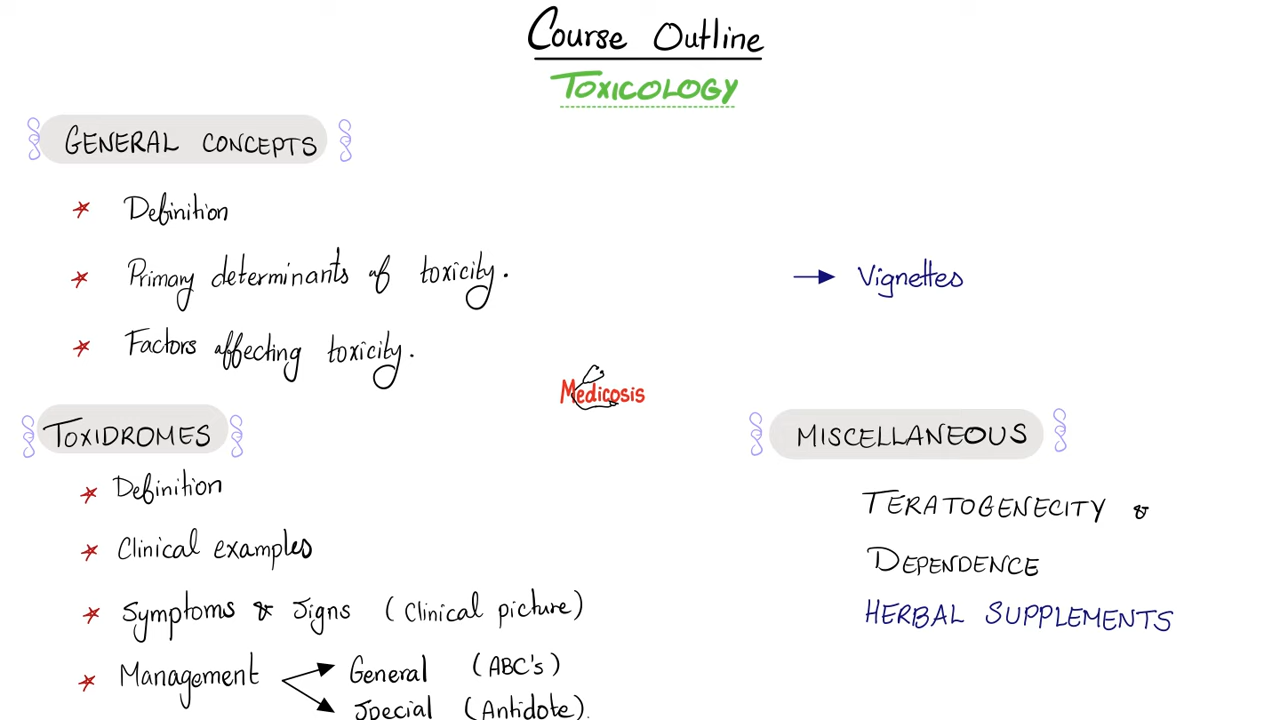 Course Outline
TOXICOLOGY
GENERAL CONCEPTS
Definition
Primary determinants of toxicity.
Factors affecting toxicity.
→ Vignettes
Medicosis
TOXIDROMES
Definition
Clinical examples
Symptoms & Signs (Clinical picture)
Management
General (ABC's)
Special (Antidote).
MISCELLANEOUS
TERATOGENECITY &
DEPENDENCE
HERBAL SUPPLEMENTS